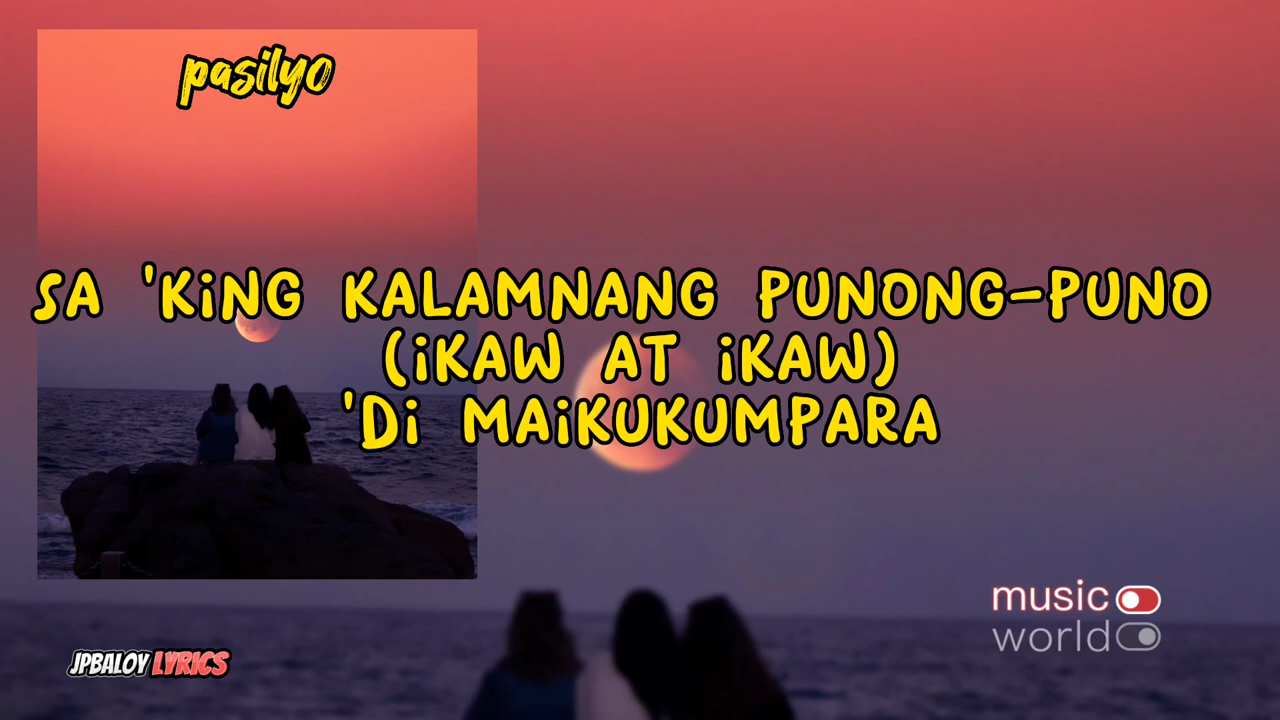 pasilyo
SA 'KiNG KALAMNANG PUNONG-PUNO
(iKAW AT iKAW)
'Di MAiKUKUMPARA
music
world
JPBALOY LYRICS